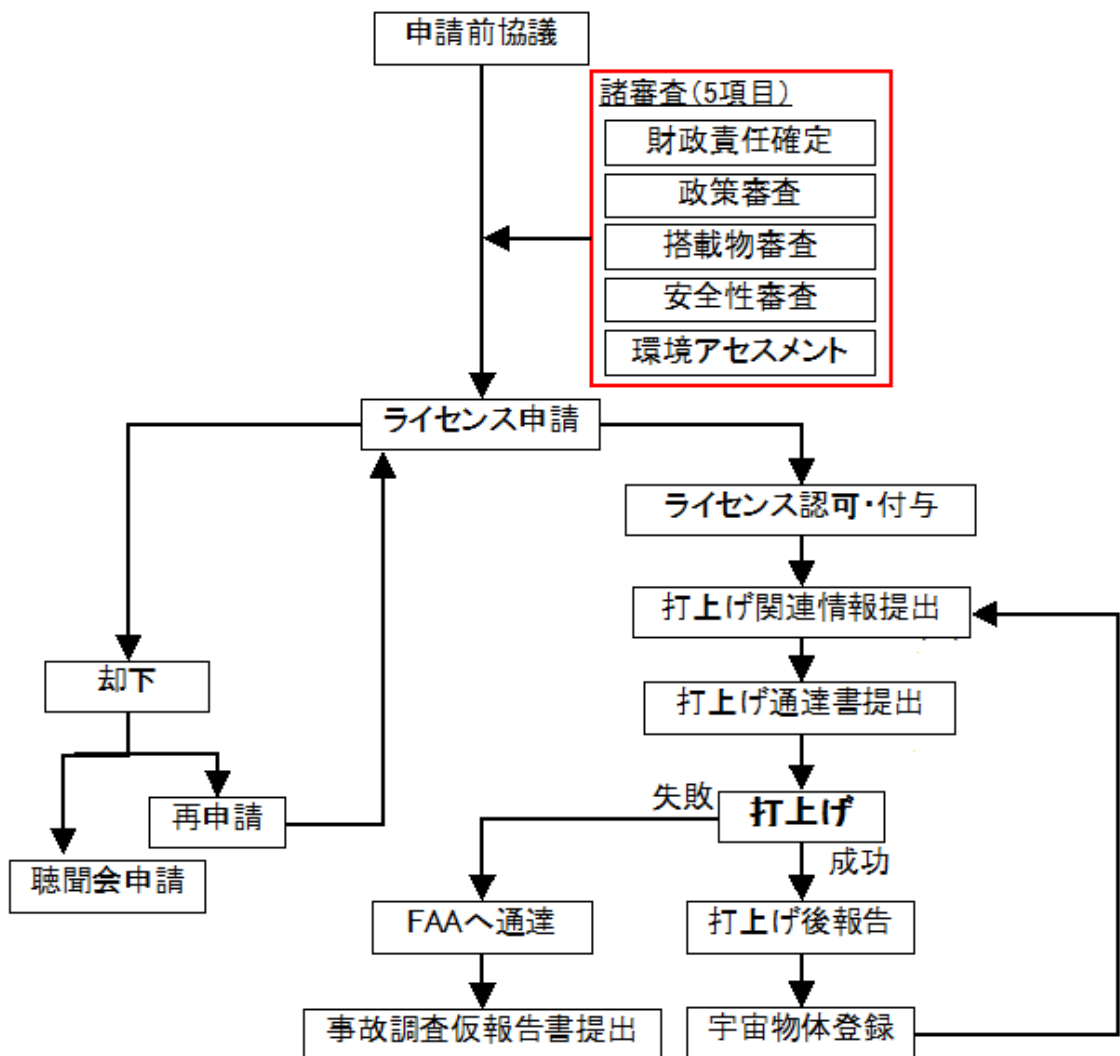 申請前協議
諸審査(5項目)
財政責任確定
政策審査
搭載物審査
安全性審査
環境アセスメント
ライセンス申請
ライセンス認可・付与
打上げ関連情報提出
却下
打上げ通達書提出
失敗
打上げ
再申請
成功
聴聞会申請
FAAへ通達
打上げ後報告
事故調査仮報告書提出
宇宙物体登録